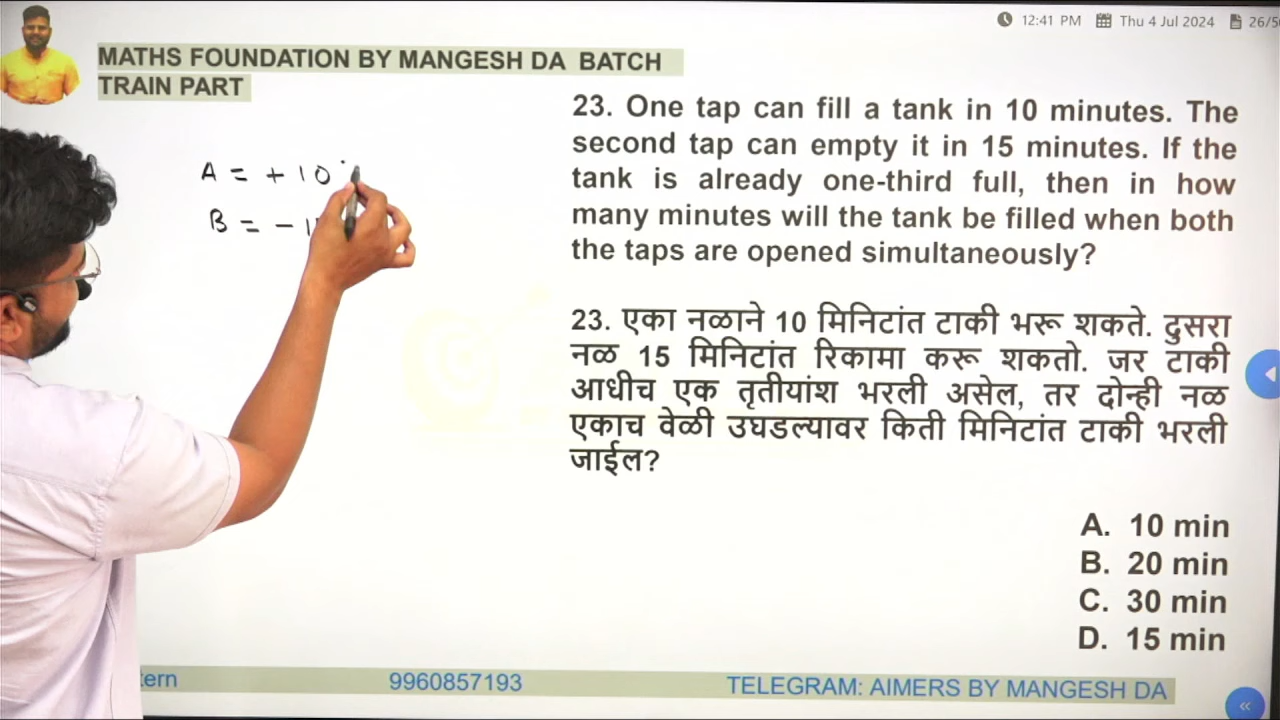 12:41 PM Thu 4 Jul 2024 26/5
MATHS FOUNDATION BY MANGESH DA BATCH
TRAIN PART
A = + 10
B = - 1
23. One tap can fill a tank in 10 minutes. The
second tap can empty it in 15 minutes. If the
tank is already one-third full, then in how
many minutes will the tank be filled when both
the taps are opened simultaneously?
23. एका नळाने 10 मिनिटांत टाकी भरू शकते. दुसरा
नळ 15 मिनिटांत रिकामा करू शकतो. जर टाकी
आधीच एक तृतीयांश भरली असेल, तर दोन्ही नळ
एकाच वेळी उघडल्यावर किती मिनिटांत टाकी भरली
जाईल?
A. 10 min
B. 20 min
C. 30 min
D. 15 min
9960857193
TELEGRAM: AIMERS BY MANGESH DA